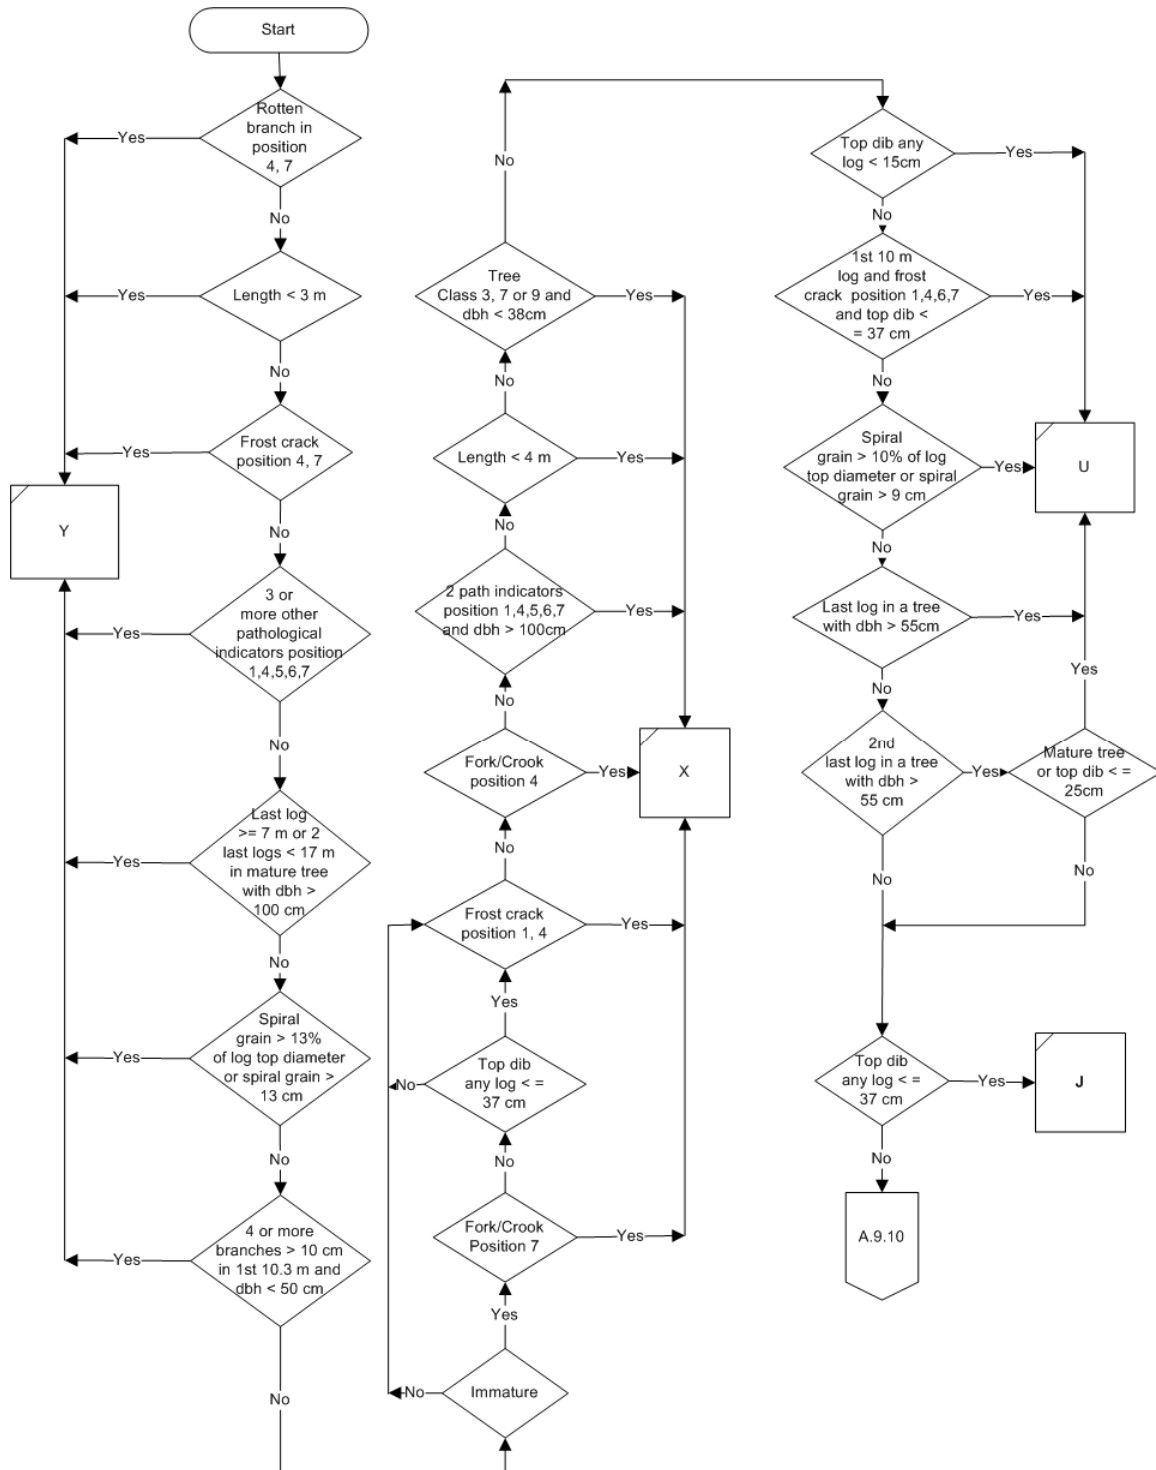 Start
Rotten
branch in
position
4, 7
Yes
No
Length < 3 m
Yes
No
Frost crack
position 4, 7
Yes
No
Y
3 or
more other
pathological
indicators position
1,4,5,6,7
Yes
No
Last log
>= 7 m or 2
last logs < 17 m
in mature tree
with dbh >
100 cm
Yes
No
Spiral
grain > 13%
of log top diameter
or spiral grain >
13 cm
Yes
No
4 or more
branches > 10 cm
in 1st 10.3 m and
dbh < 50 cm
Yes
No
No
Tree
Class 3, 7 or 9 and
dbh < 38cm
Yes
No
Length < 4 m
Yes
No
2 path indicators
position 1,4,5,6,7
and dbh > 100cm
Yes
No
Fork/Crook
position 4
Yes
X
No
Frost crack
position 1, 4
Yes
Yes
Top dib
any log < =
37 cm
No
No
Fork/Crook
Position 7
Yes
Yes
Immature
No
Top dib any
log < 15cm
Yes
No
1st 10 m
log and frost
crack position 1,4,6,7
and top dib <
= 37 cm
Yes
No
Spiral
grain > 10% of log
top diameter or spiral
grain > 9 cm
Yes
U
No
Last log in a tree
with dbh > 55cm
Yes
No
Yes
2nd
last log in a tree
with dbh >
55 cm
Yes
Mature tree
or top dib < =
25cm
No
No
Top dib
any log < =
37 cm
Yes
J
No
A.9.10